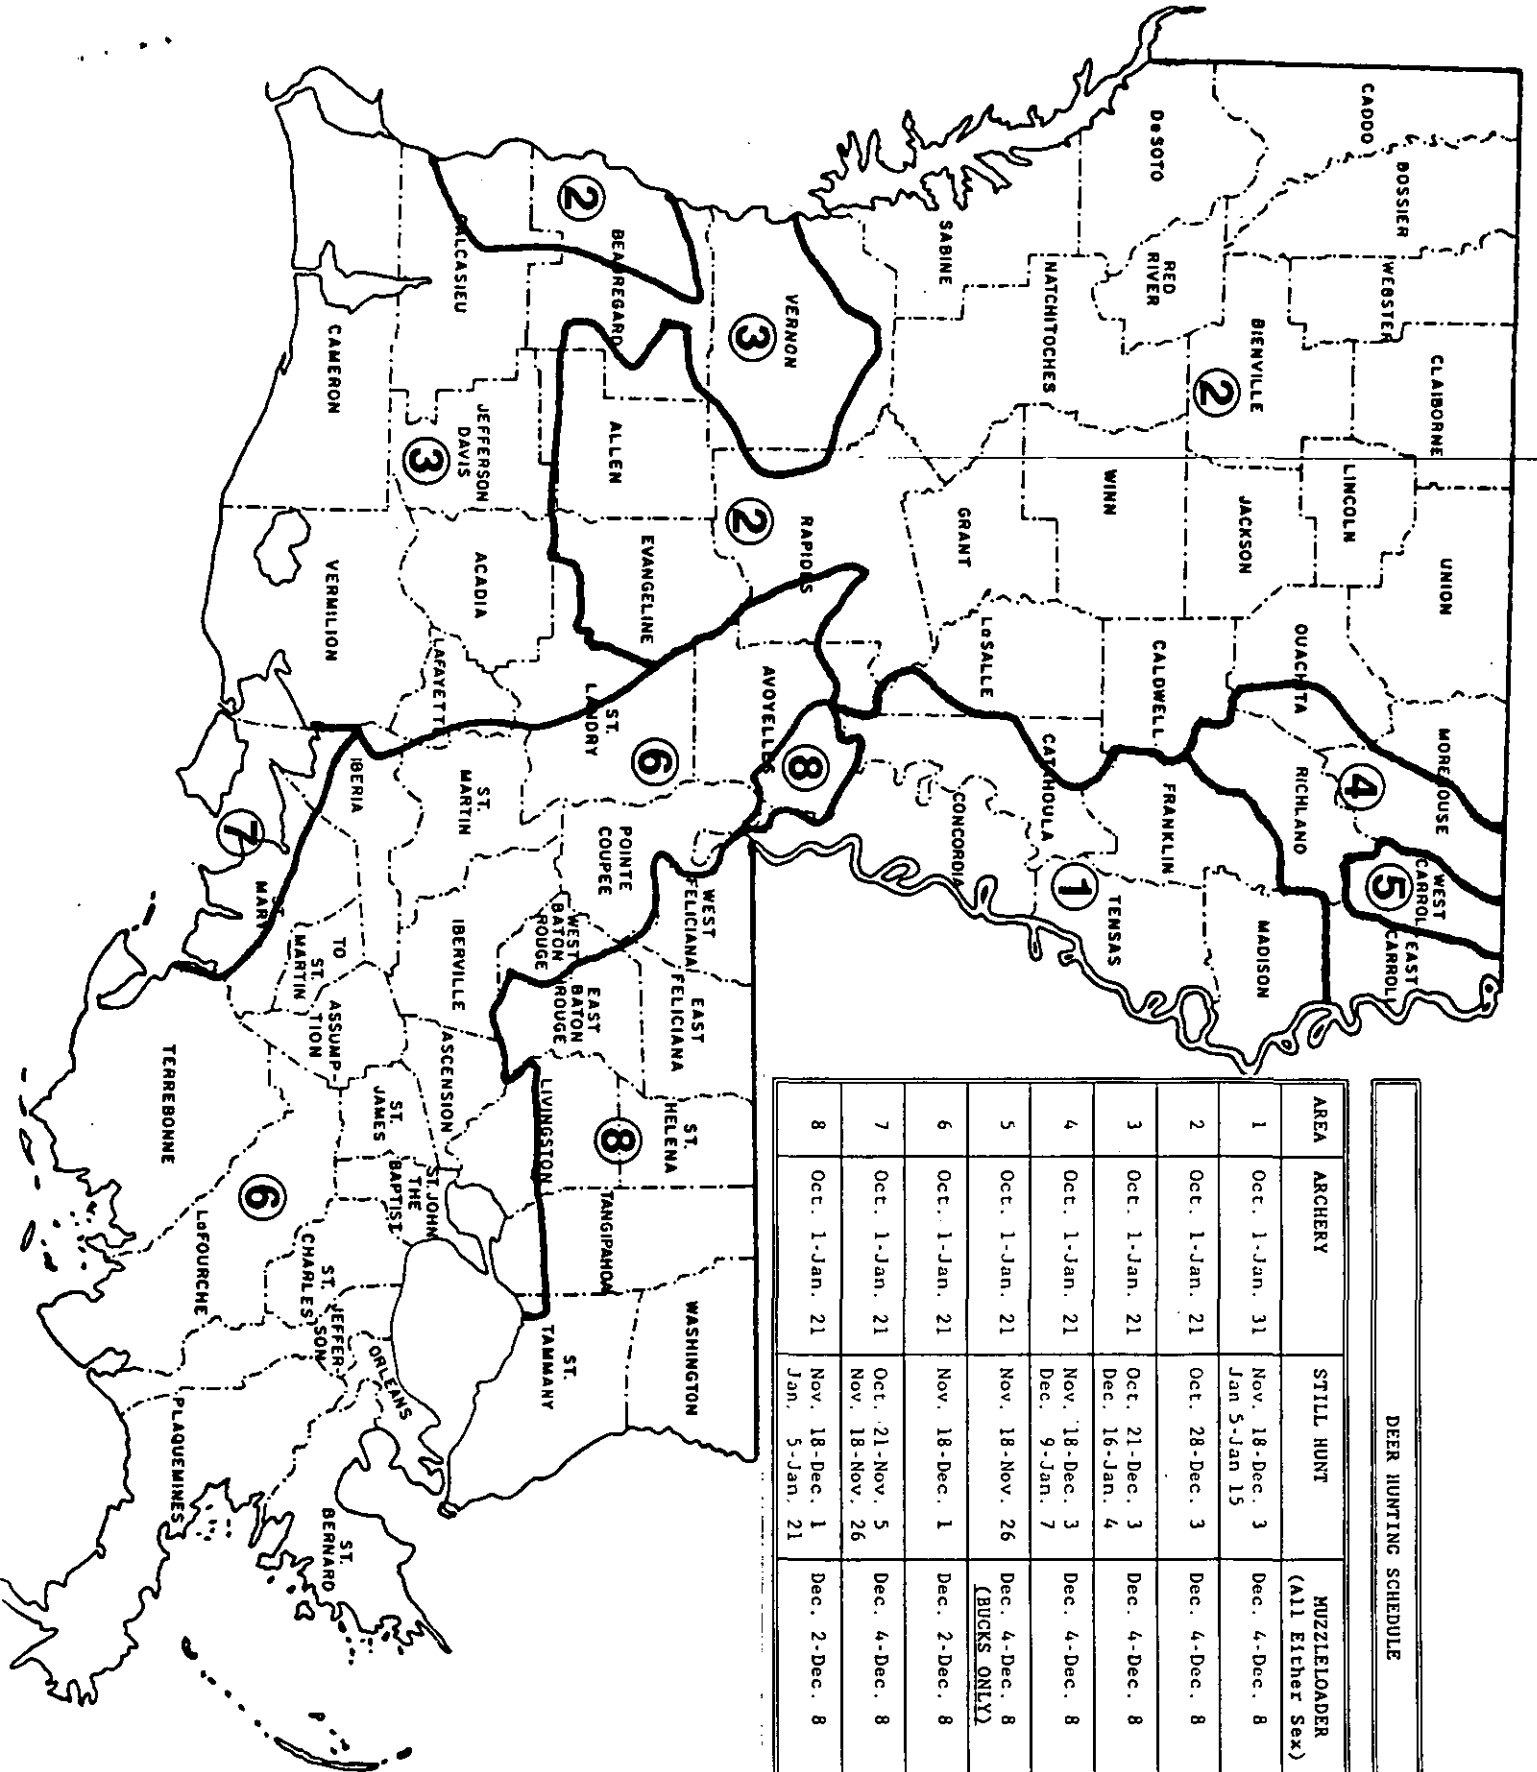 CADDO
BOSSIER
WEBSTER
CLAIBORNE
UNION
MOREHOUSE
WEST
CARROLL
EAST
CARROLL
LINCOLN
4
5
DeSOTO
RED
RIVER
BIENVILLE
2
JACKSON
OUACHITA
RICHLAND
MADISON
SABINE
NATCHITOCHES
WINN
CALDWELL
FRANKLIN
TENSAS
1
GRANT
LaSALLE
CATAHOULA
CONCORDIA
VERNON
3
RAPIDES
2
AVOYELLES
8
2
BEAUREGARD
ALLEN
EVANGELINE
ST.
LANDRY
6
POINTE
COUPEE
WEST
FELICIANA
EAST
FELICIANA
ST.
HELENA
8
TANGIPAHOA
WASHINGTON
CALCASIEU
JEFFERSON
DAVIS
3
ACADIA
LAFAYETT
ST.
MARTIN
IBERVILLE
WEST
BATON
ROUGE
EAST
BATON
ROUGE
LIVINGSTON
ST.
TAMMANY
CAMERON
VERMILION
IBERIA
7
ST.
MARY
TO
ST.
MARTIN
ASSUMP-
TION
ASCENSION
ST.
JAMES
ST. JOHN
THE
BAPTIST
ST.
CHARLES
JEFFER-
SON
ORLEANS
TERREBONNE
6
LaFOURCHE
PLAQUEMINES
ST.
BERNARD
DEER HUNTING SCHEDULE
AREA ARCHERY STILL HUNT MUZZLELOADER
(All Either Sex)
1 Oct. 1-Jan. 31 Nov. 18-Dec. 3 Dec. 4-Dec. 8
Jan 5-Jan 15
2 Oct. 1-Jan. 21 Oct. 28-Dec. 3 Dec. 4-Dec. 8
3 Oct. 1-Jan. 21 Oct. 21-Dec. 3 Dec. 4-Dec. 8
Dec. 16-Jan. 4
4 Oct. 1-Jan. 21 Nov. 18-Dec. 3 Dec. 4-Dec. 8
Dec. 9-Jan. 7
5 Oct. 1-Jan. 21 Nov. 18-Nov. 26 Dec. 4-Dec. 8
(BUCKS ONLY)
6 Oct. 1-Jan. 21 Nov. 18-Dec. 1 Dec. 2-Dec. 8
7 Oct. 1-Jan. 21 Oct. 21-Nov. 5 Dec. 4-Dec. 8
Nov. 18-Nov. 26
8 Oct. 1-Jan. 21 Nov. 18-Dec. 1 Dec. 2-Dec. 8
Jan. 5-Jan. 21